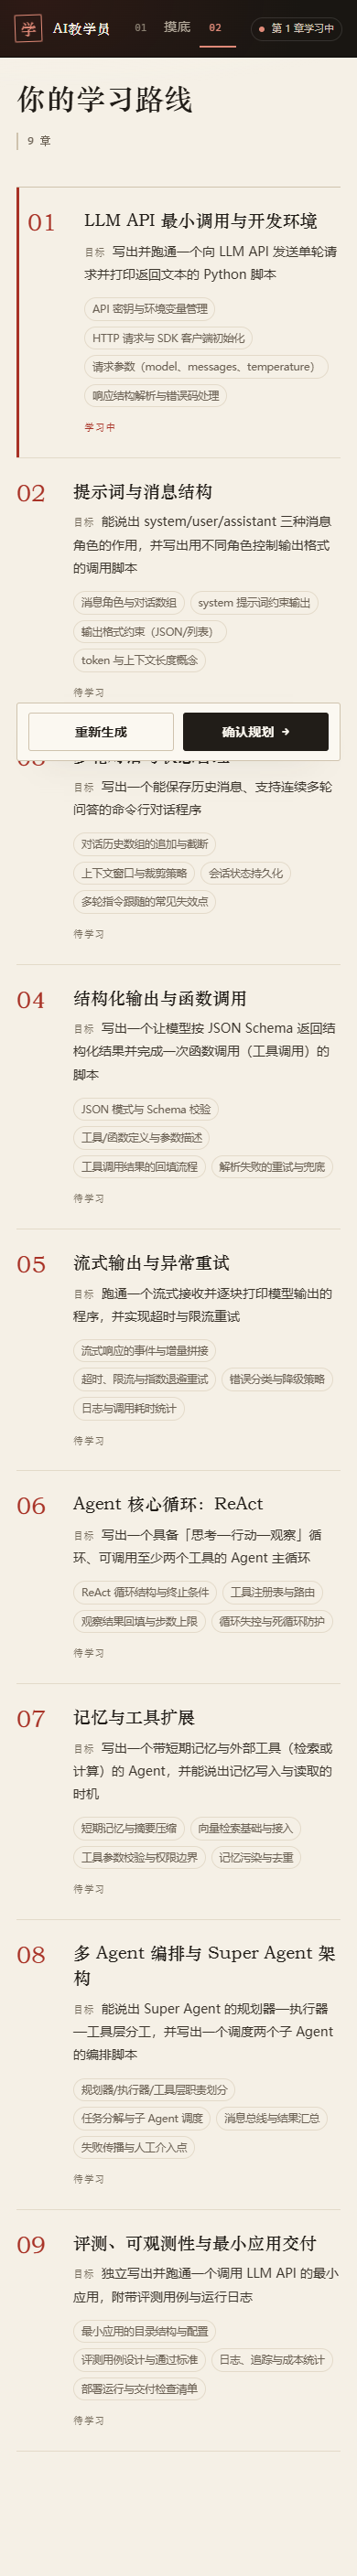 学 AI教学员 01 摸底 02 第 1 章学习中
你的学习路线
9 章
01 LLM API 最小调用与开发环境
目标 写出并跑通一个向 LLM API 发送单轮请
求并打印返回文本的 Python 脚本
API 密钥与环境变量管理
HTTP 请求与 SDK 客户端初始化
请求参数（model、messages、temperature）
响应结构解析与错误码处理
学习中
02 提示词与消息结构
目标 能说出 system/user/assistant 三种消息
角色的作用，并写出用不同角色控制输出格式
的调用脚本
消息角色与对话数组 system 提示词约束输出
输出格式约束（JSON/列表）
token 与上下文长度概念
待学习
重新生成 确认规划 →
目标 写出一个能保存历史消息、支持连续多轮
问答的命令行对话程序
对话历史数组的追加与截断
上下文窗口与裁剪策略 会话状态持久化
多轮指令跟随的常见失效点
待学习
04 结构化输出与函数调用
目标 写出一个让模型按 JSON Schema 返回结
构化结果并完成一次函数调用（工具调用）的
脚本
JSON 模式与 Schema 校验
工具/函数定义与参数描述
工具调用结果的回填流程 解析失败的重试与兜底
待学习
05 流式输出与异常重试
目标 跑通一个流式接收并逐块打印模型输出的
程序，并实现超时与限流重试
流式响应的事件与增量拼接
超时、限流与指数退避重试 错误分类与降级策略
日志与调用耗时统计
待学习
06 Agent 核心循环：ReAct
目标 写出一个具备「思考—行动—观察」循
环、可调用至少两个工具的 Agent 主循环
ReAct 循环结构与终止条件 工具注册表与路由
观察结果回填与步数上限 循环失控与死循环防护
待学习
07 记忆与工具扩展
目标 写出一个带短期记忆与外部工具（检索或
计算）的 Agent，并能说出记忆写入与读取的
时机
短期记忆与摘要压缩 向量检索基础与接入
工具参数校验与权限边界 记忆污染与去重
待学习
08 多 Agent 编排与 Super Agent 架
构
目标 能说出 Super Agent 的规划器—执行器
—工具层分工，并写出一个调度两个子 Agent
的编排脚本
规划器/执行器/工具层职责划分
任务分解与子 Agent 调度 消息总线与结果汇总
失败传播与人工介入点
待学习
09 评测、可观测性与最小应用交付
目标 独立写出并跑通一个调用 LLM API 的最小
应用，附带评测用例与运行日志
最小应用的目录结构与配置
评测用例设计与通过标准 日志、追踪与成本统计
部署运行与交付检查清单
待学习